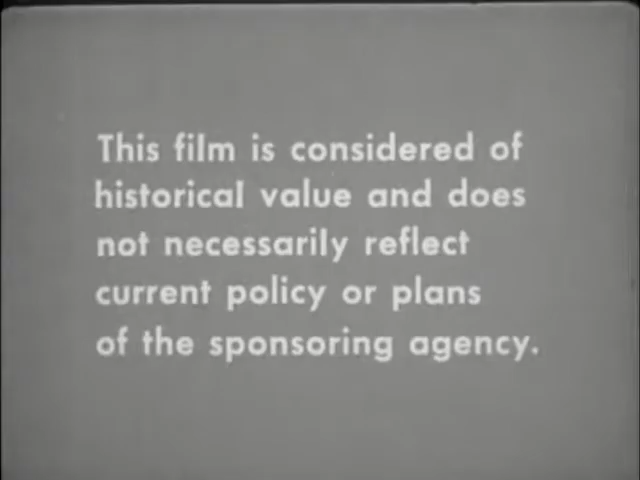 This film is considered of
historical value and does
not necessarily reflect
current policy or plans
of the sponsoring agency.